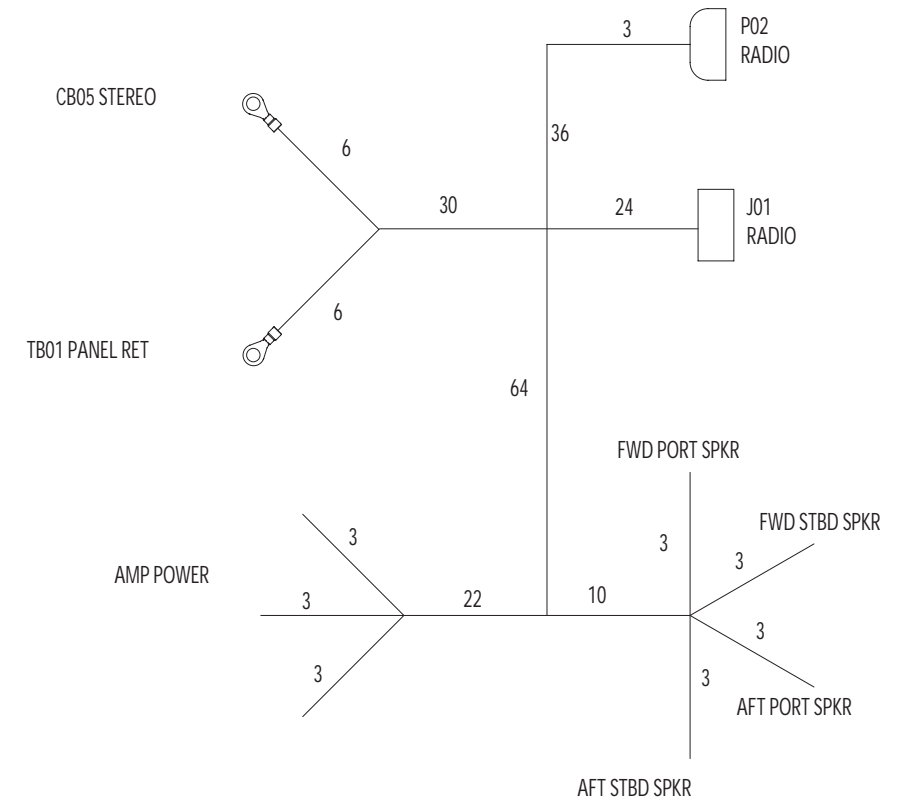 P02
RADIO
3
CB05 STEREO
36
6
30
24
J01
RADIO
6
TB01 PANEL RET
64
FWD PORT SPKR
FWD STBD SPKR
3
3
3
AMP POWER
3
22
10
3
3
3
AFT PORT SPKR
AFT STBD SPKR